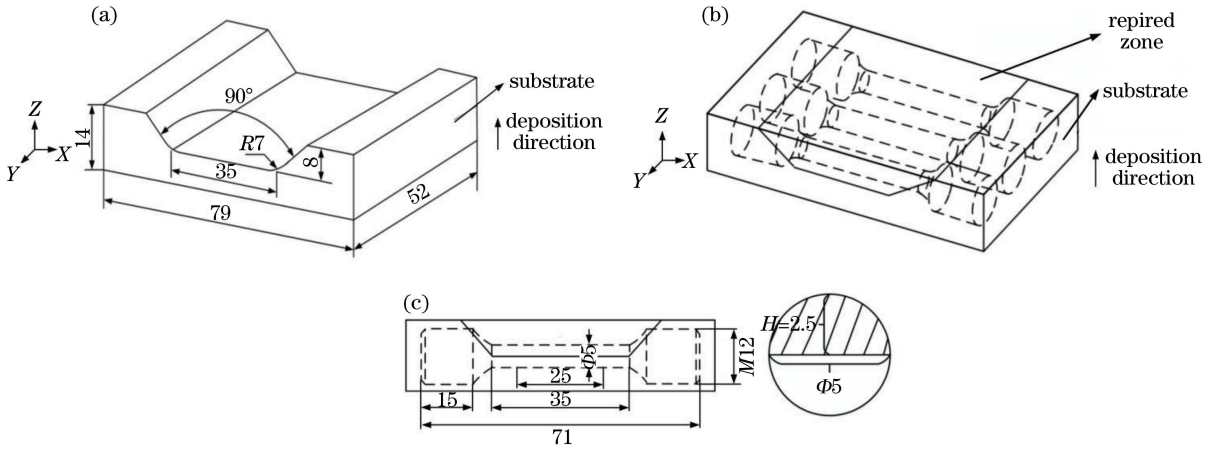 (a)
90°
substrate
Z
X
Y
14
deposition
direction
R7
8
35
79
52
(b)
repired
zone
substrate
Z
X
Y
deposition
direction
(c)
H=2.5
Φ5
M12
25
15
35
Φ5
71